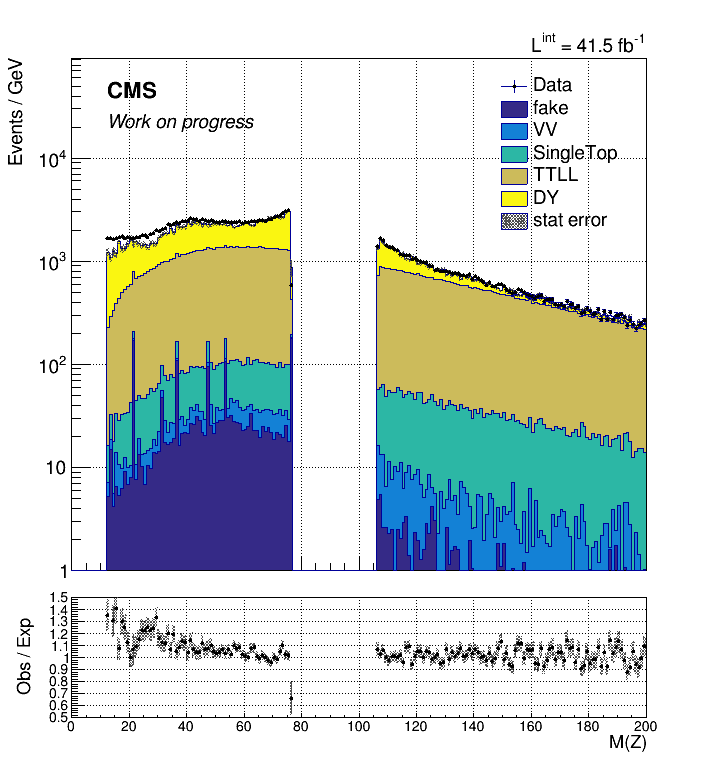 L^int = 41.5 fb^-1
CMS
Work on progress
Data
fake
VV
SingleTop
TTLL
DY
stat error
Events / GeV
10^4
10^3
10^2
10
1
Obs / Exp
1.5
1.4
1.3
1.2
1.1
1
0.9
0.8
0.7
0.6
0.5
0 20 40 60 80 100 120 140 160 180 200
M(Z)